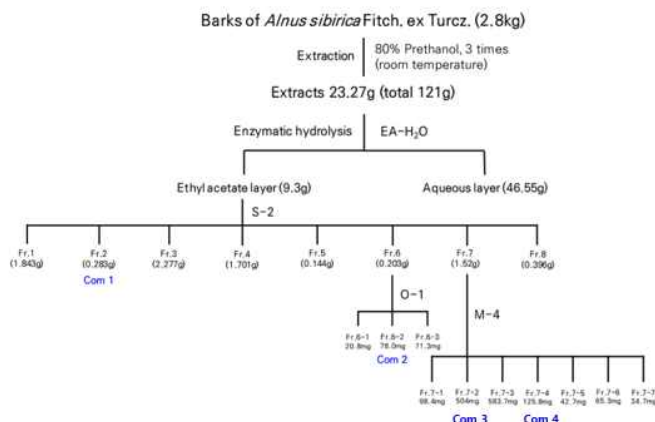 Barks of Alnus sibirica Fitch. ex Turcz. (2.8kg)
Extraction
80% Prethanol, 3 times
(room temperature)
Extracts 23.27g (total 121g)
Enzymatic hydrolysis
EA-H₂O
Ethyl acetate layer (9.3g)
Aqueous layer (46.55g)
S-2
Fr.1 Fr.2 Fr.3 Fr.4 Fr.5 Fr.6 Fr.7 Fr.8
(1.843g) (0.283g) (2.277g) (1.701g) (0.144g) (0.203g) (1.52g) (0.396g)
Com 1
O-1
M-4
Fr.6-1 Fr.6-2 Fr.6-3
20.8mg 78.0mg 71.3mg
Com 2
Fr.7-1 Fr.7-2 Fr.7-3 Fr.7-4 Fr.7-5 Fr.7-6 Fr.7-7
98.4mg 504mg 583.7mg 125.8mg 42.7mg 65.3mg 34.7mg
Com 3 Com 4